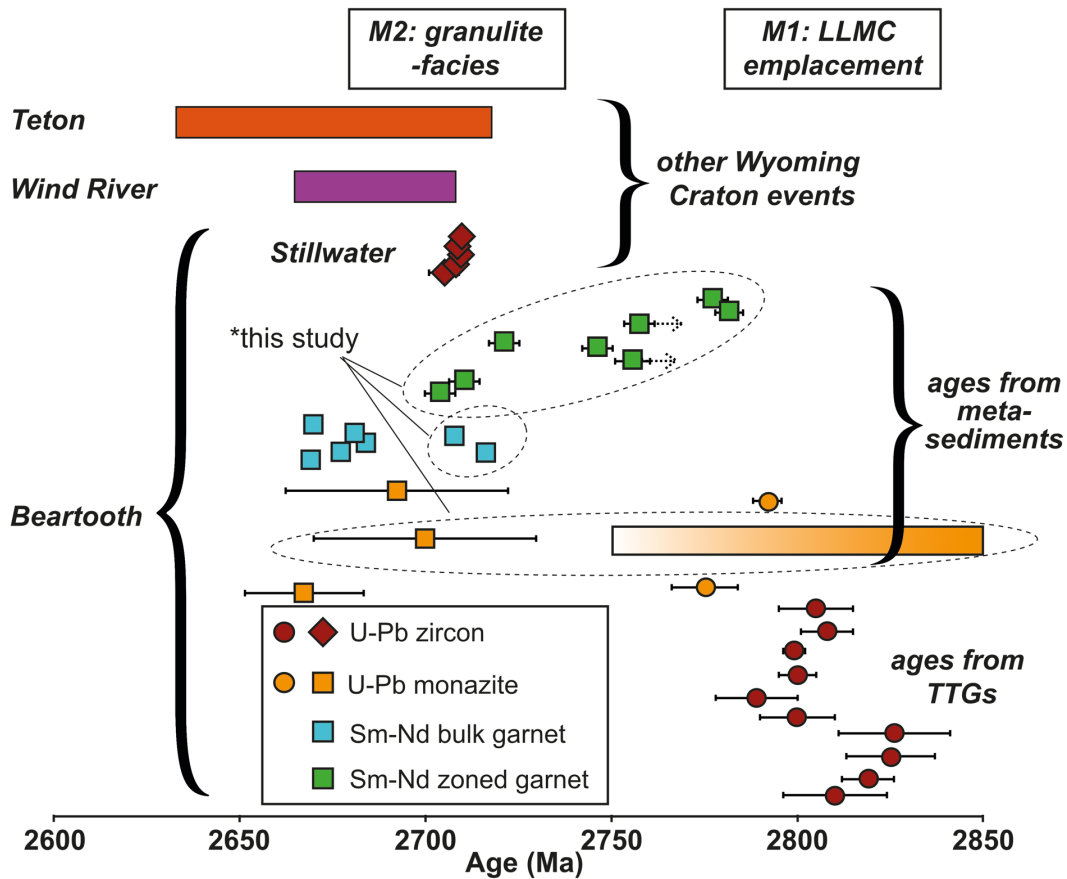 M2: granulite
-facies
M1: LLMC
emplacement
Teton
other Wyoming
Craton events
Wind River
Stillwater
*this study
ages from
meta-
sediments
Beartooth
U-Pb zircon
U-Pb monazite
Sm-Nd bulk garnet
Sm-Nd zoned garnet
ages from
TTGs
2600 2650 2700 2750 2800 2850
Age (Ma)